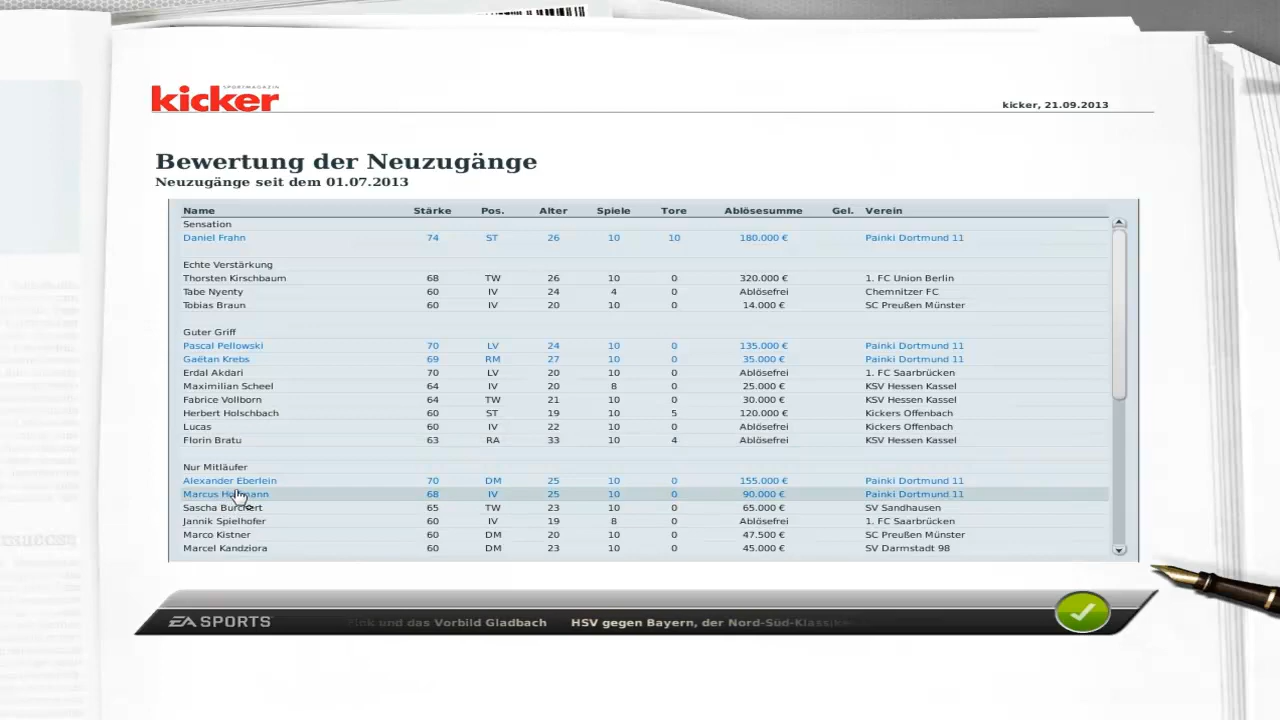 SPORTMAGAZIN
kicker
kicker, 21.09.2013
Bewertung der Neuzugänge
Neuzugänge seit dem 01.07.2013
Name Stärke Pos. Alter Spiele Tore Ablösesumme Gel. Verein
Sensation
Daniel Frahn 74 ST 26 10 10 180.000 € Painki Dortmund 11
Echte Verstärkung
Thorsten Kirschbaum 68 TW 26 10 0 320.000 € 1. FC Union Berlin
Tabe Nyenty 60 IV 24 4 0 Ablösefrei Chemnitzer FC
Tobias Braun 60 IV 20 10 0 14.000 € SC Preußen Münster
Guter Griff
Pascal Pellowski 70 LV 24 10 0 135.000 € Painki Dortmund 11
Gaëtan Krebs 69 RM 27 10 0 35.000 € Painki Dortmund 11
Erdal Akdari 70 LV 20 10 0 Ablösefrei 1. FC Saarbrücken
Maximilian Scheel 64 IV 20 8 0 25.000 € KSV Hessen Kassel
Fabrice Vollborn 64 TW 21 10 0 30.000 € KSV Hessen Kassel
Herbert Holschbach 60 ST 19 10 5 120.000 € Kickers Offenbach
Lucas 60 IV 22 10 0 Ablösefrei Kickers Offenbach
Florin Bratu 63 RA 33 10 4 Ablösefrei KSV Hessen Kassel
Nur Mitläufer
Alexander Eberlein 70 DM 25 10 0 155.000 € Painki Dortmund 11
Marcus 68 IV 25 10 0 90.000 € Painki Dortmund 11
Sascha 65 TW 23 10 0 65.000 € SV Sandhausen
Jannik Spielhofer 60 IV 19 8 0 Ablösefrei 1. FC Saarbrücken
Marco Kistner 60 DM 20 10 0 47.500 € SC Preußen Münster
Marcel Kandziora 60 DM 23 10 0 45.000 € SV Darmstadt 98
EA SPORTS und das Vorbild Gladbach HSV gegen Bayern, der Nord-Süd-Klassiker